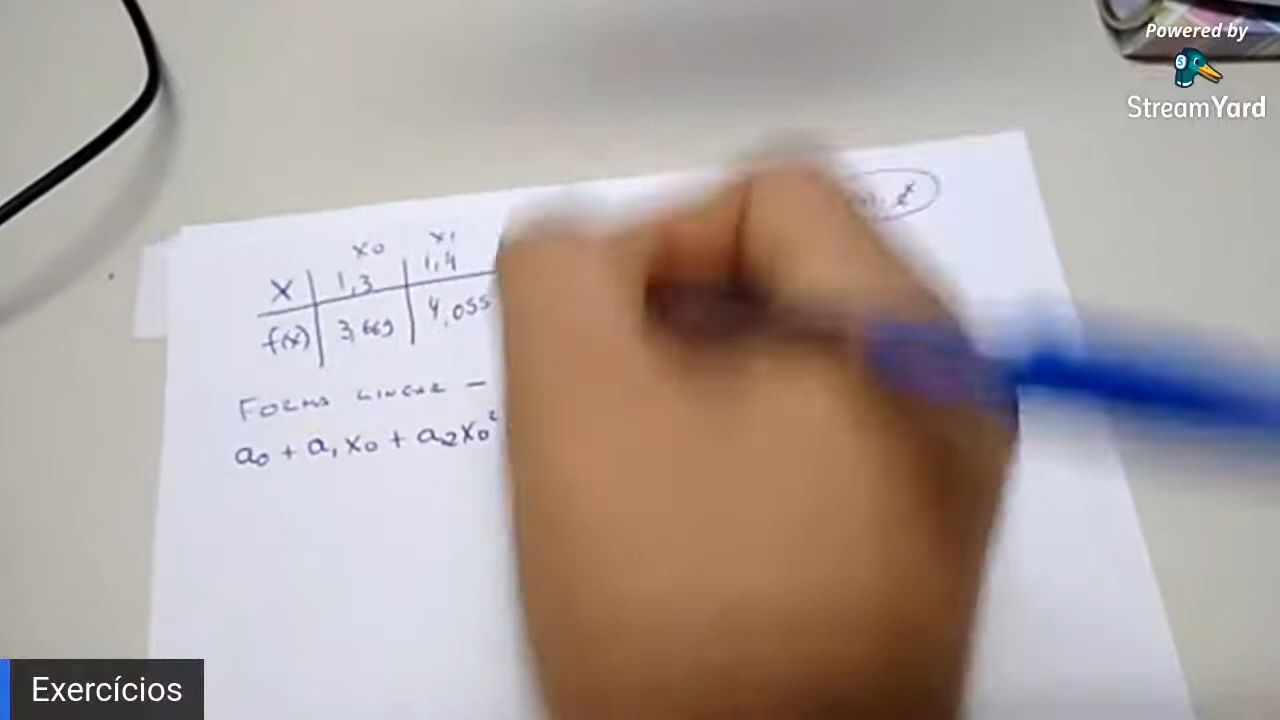 Powered by
StreamYard
x0 x1
X 1,3 1,4
f(x) 3,669 4,055
FORMA LINEAR -
a0 + a1x0 + a2x0²
Exercícios